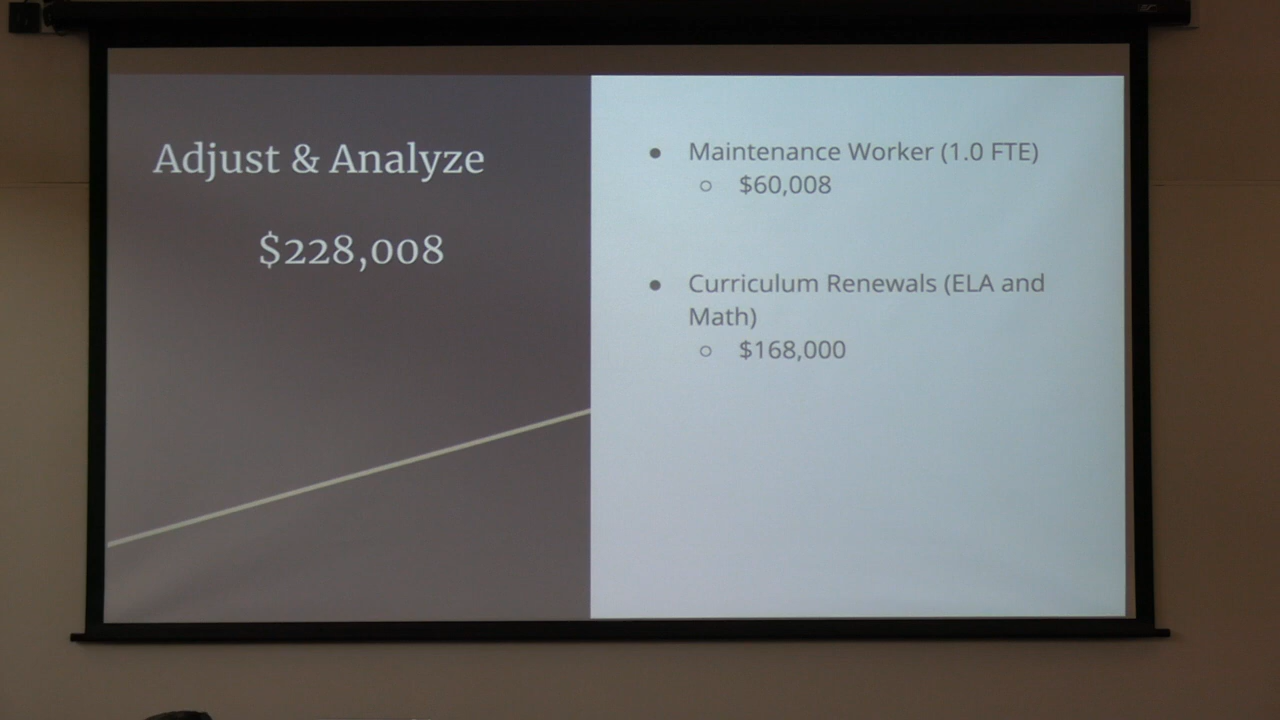 Adjust & Analyze
$228,008
● Maintenance Worker (1.0 FTE)
○ $60,008
● Curriculum Renewals (ELA and
Math)
○ $168,000